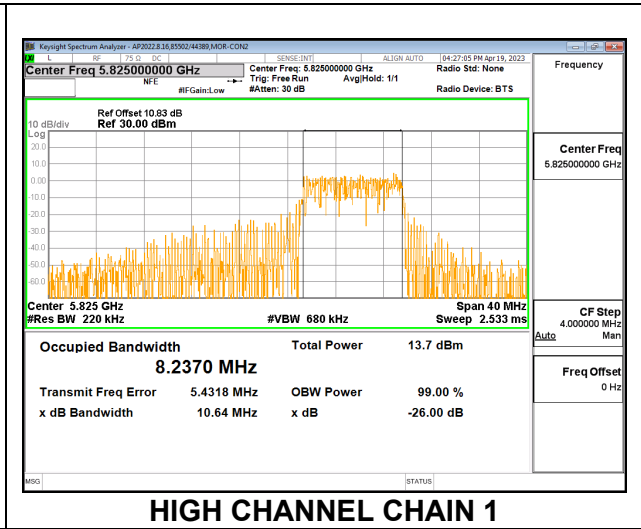 Keysight Spectrum Analyzer - AP2022.8.16,85502/44389,MOR-CON2
L RF 75 Ω DC SENSE:INT ALIGN AUTO 04:27:05 PM Apr 19, 2023
Center Freq 5.825000000 GHz
NFE
#IFGain:Low
Center Freq: 5.825000000 GHz
Trig: Free Run Avg|Hold: 1/1
#Atten: 30 dB
Radio Std: None
Radio Device: BTS
Frequency
Ref Offset 10.83 dB
10 dB/div Ref 30.00 dBm
Log
20.0
10.0
0.00
-10.0
-20.0
-30.0
-40.0
-50.0
-60.0
Center 5.825 GHz Span 40 MHz
#Res BW 220 kHz #VBW 680 kHz Sweep 2.533 ms
Center Freq
5.825000000 GHz
CF Step
4.000000 MHz
Auto Man
Freq Offset
0 Hz
Occupied Bandwidth Total Power 13.7 dBm
8.2370 MHz
Transmit Freq Error 5.4318 MHz OBW Power 99.00 %
x dB Bandwidth 10.64 MHz x dB -26.00 dB
MSG STATUS
HIGH CHANNEL CHAIN 1